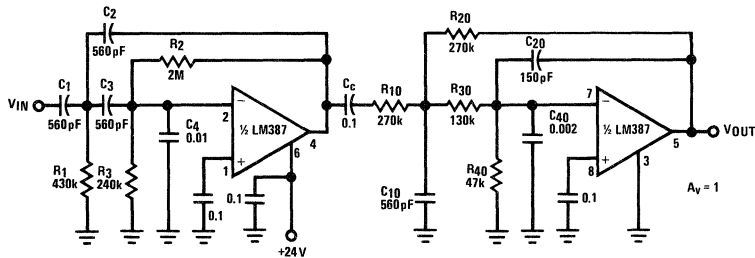 C2
560pF
R2
2M
C1
560pF
C3
560pF
VIN
R1
430k
R3
240k
C4
0.01
2
−
½ LM387
+
1
6
4
0.1
0.1
+24V
Cc
0.1
R10
270k
R20
270k
C20
150pF
R30
130k
C10
560pF
R40
47k
C40
0.002
7
−
½ LM387
+
8
3
5
0.1
VOUT
AV = 1